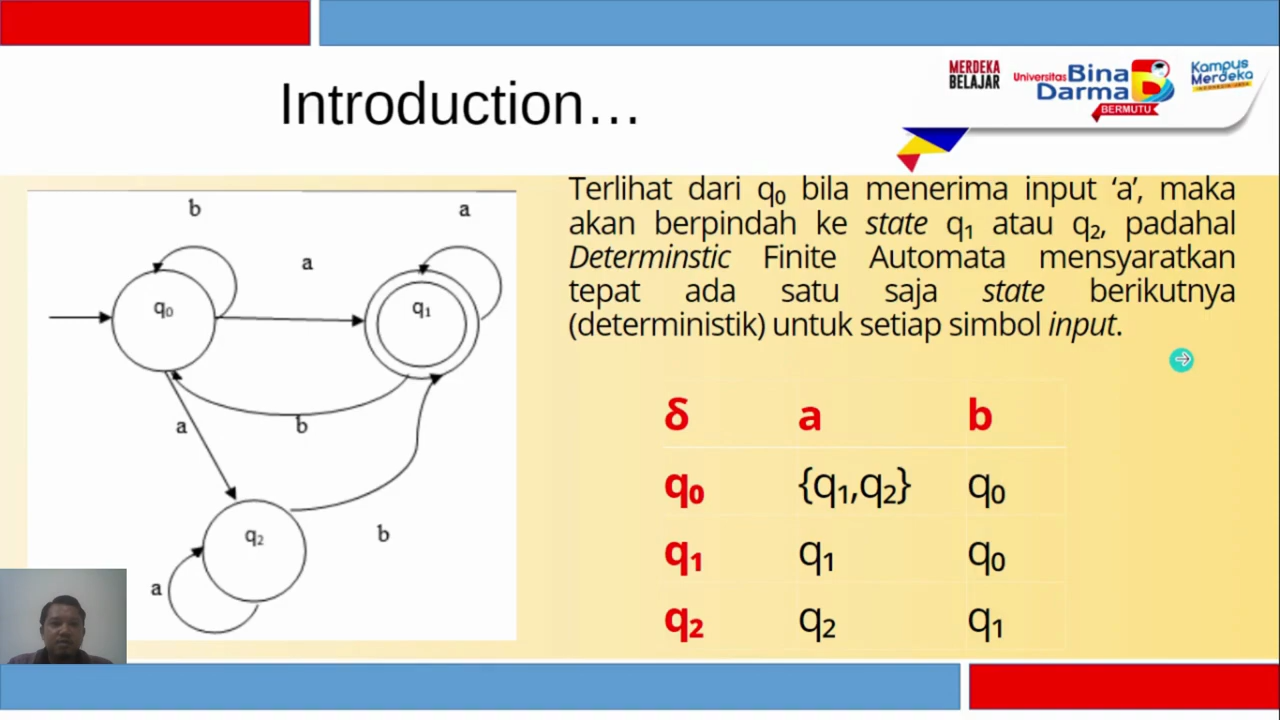 MERDEKA
BELAJAR
Universitas Bina
Darma
BERMUTU
Kampus
Merdeka
INDONESIA JAYA
Introduction…
Terlihat dari q₀ bila menerima input ‘a’, maka
akan berpindah ke state q₁ atau q₂, padahal
Determinstic Finite Automata mensyaratkan
tepat ada satu saja state berikutnya
(deterministik) untuk setiap simbol input.
b
a
a
q₀
q₁
a
b
q₂
b
a
δ a b
q₀ {q₁,q₂} q₀
q₁ q₁ q₀
q₂ q₂ q₁